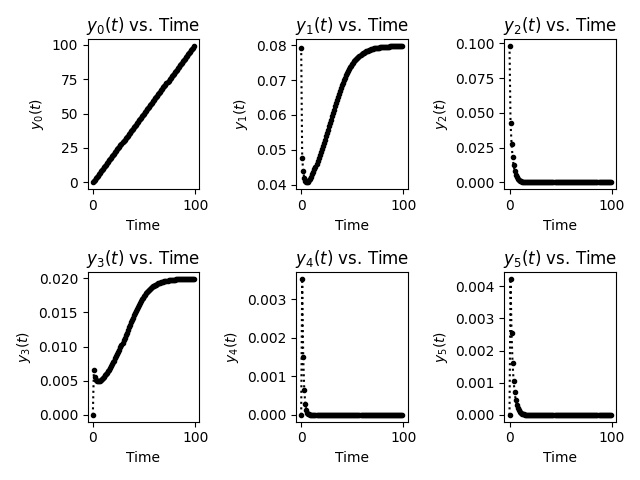 y₀(t) vs. Time
y₁(t) vs. Time
y₂(t) vs. Time
100
75
50
25
0
y₀(t)
0 100
Time
0.08
0.07
0.06
0.05
0.04
y₁(t)
0 100
Time
0.100
0.075
0.050
0.025
0.000
y₂(t)
0 100
Time
y₃(t) vs. Time
y₄(t) vs. Time
y₅(t) vs. Time
0.020
0.015
0.010
0.005
0.000
y₃(t)
0 100
Time
0.003
0.002
0.001
0.000
y₄(t)
0 100
Time
0.004
0.003
0.002
0.001
0.000
y₅(t)
0 100
Time